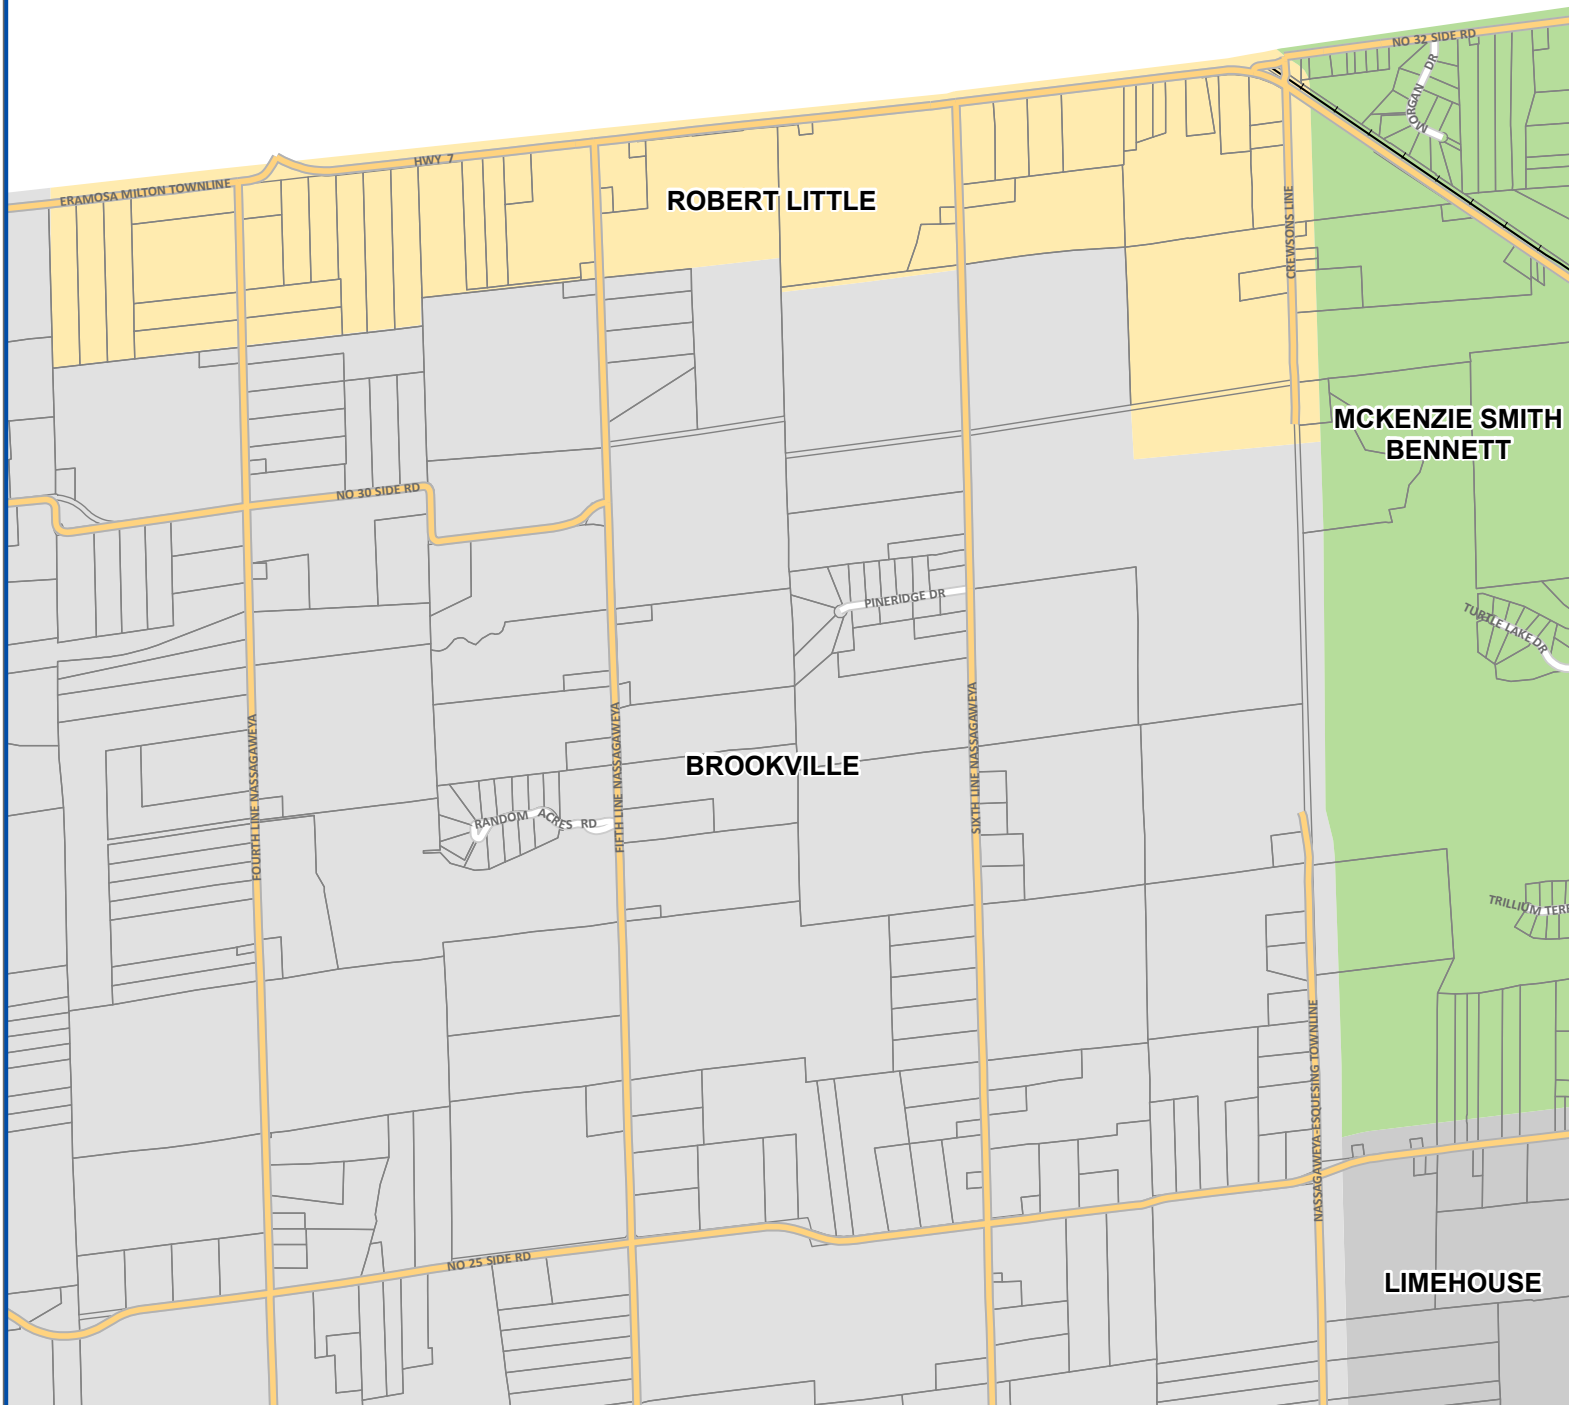 NO 32 SIDE RD
MORGAN DR
HWY 7
ERAMOSA MILTON TOWNLINE
ROBERT LITTLE
CREWSONS LINE
MCKENZIE SMITH
BENNETT
NO 30 SIDE RD
PINERIDGE DR
TURTLE LAKE DR
FOURTH LINE NASSAGAWEYA
FIFTH LINE NASSAGAWEYA
SIXTH LINE NASSAGAWEYA
BROOKVILLE
RANDOM ACRES RD
TRILLIUM TERR
NASSAGAWEYA-ESQUESING TOWNLINE
NO 25 SIDE RD
LIMEHOUSE